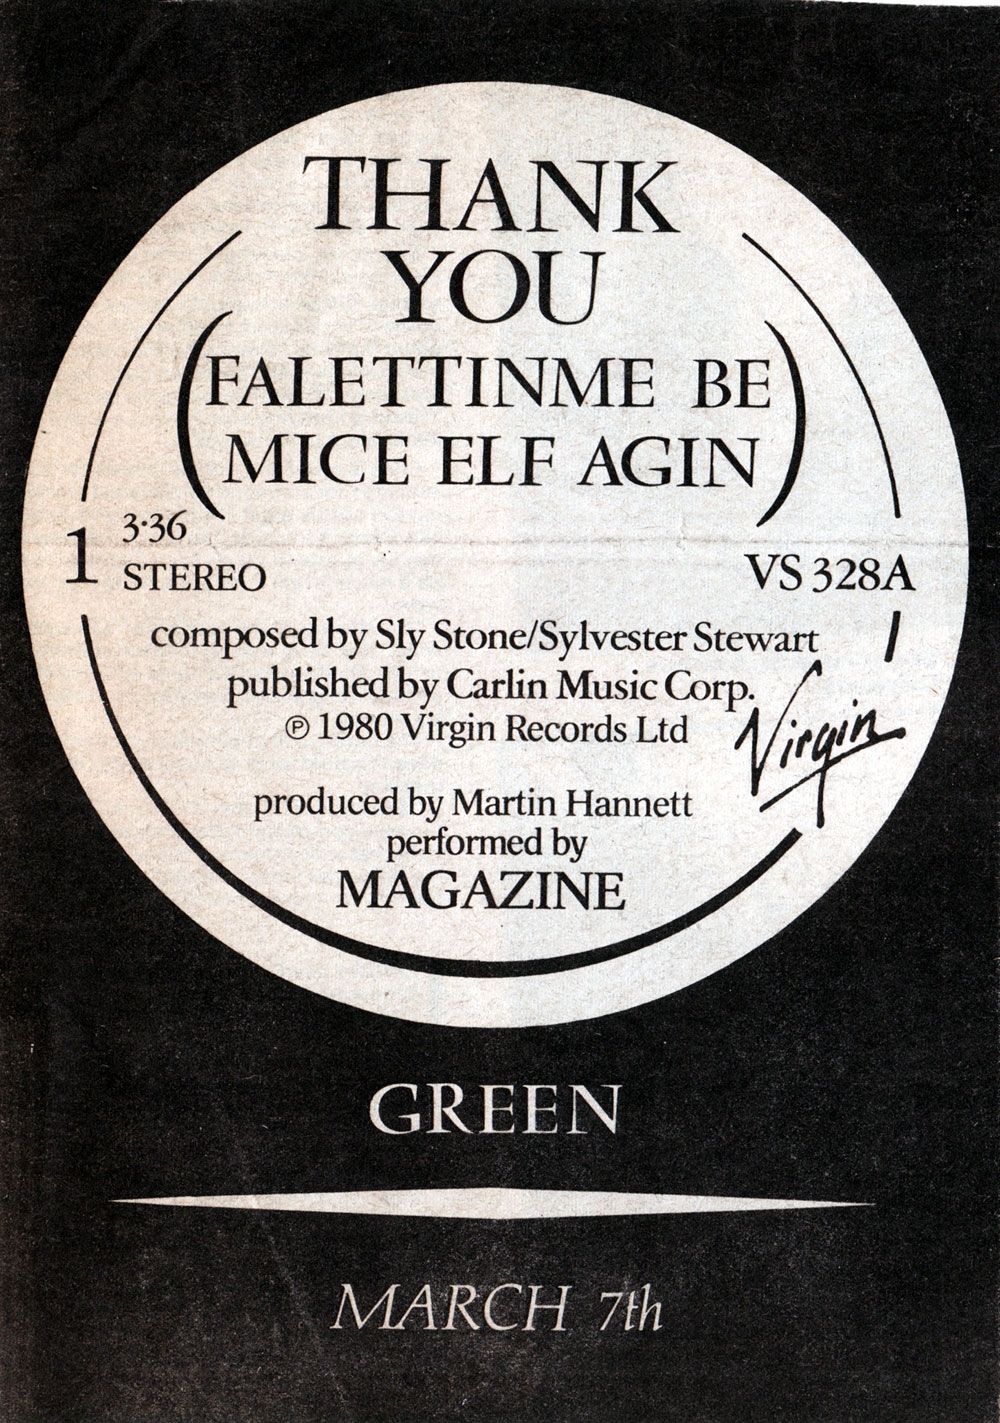 THANK
YOU
(FALETTINME BE
MICE ELF AGIN)
1 3·36
STEREO
VS 328A
composed by Sly Stone/Sylvester Stewart
published by Carlin Music Corp.
℗ 1980 Virgin Records Ltd
Virgin
produced by Martin Hannett
performed by
MAGAZINE
GREEN
MARCH 7th